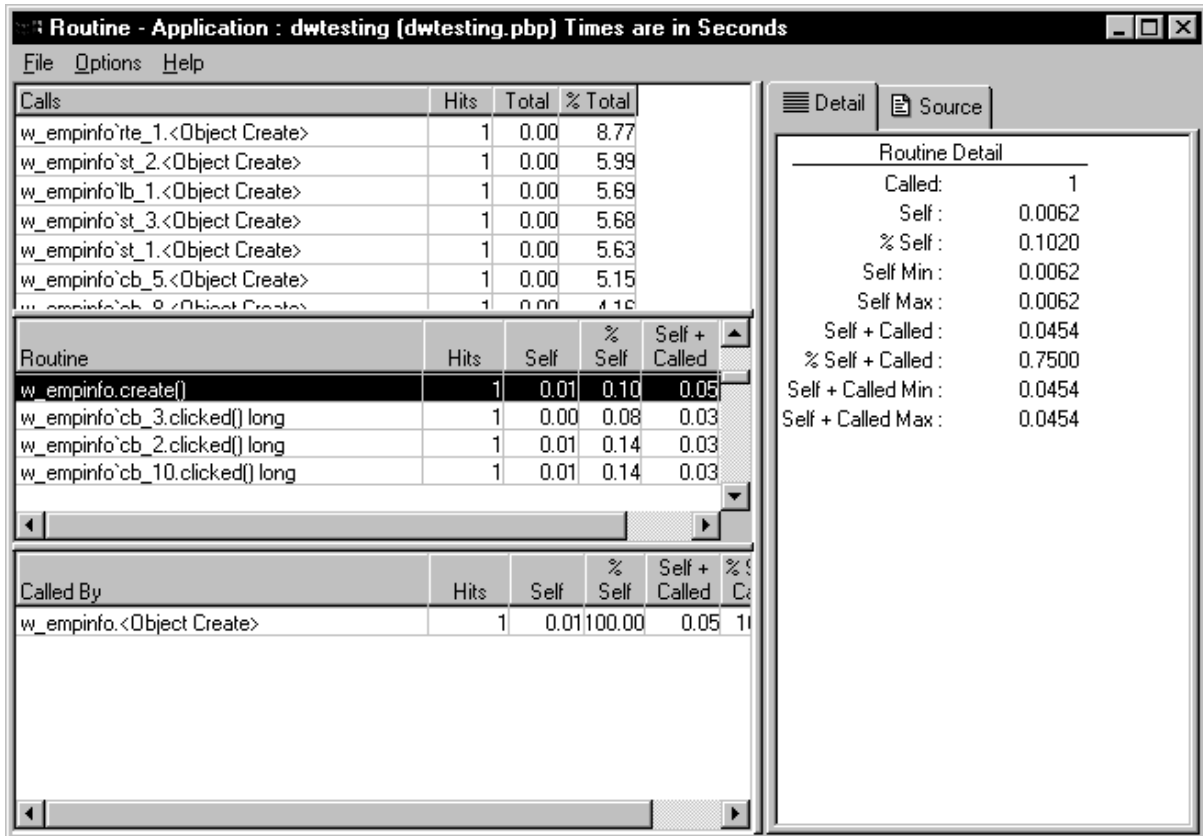 Routine - Application : dwtesting (dwtesting.pbp) Times are in Seconds
File Options Help
Calls Hits Total % Total
w_empinfo`rte_1.<Object Create> 1 0.00 8.77
w_empinfo`st_2.<Object Create> 1 0.00 5.99
w_empinfo`lb_1.<Object Create> 1 0.00 5.69
w_empinfo`st_3.<Object Create> 1 0.00 5.68
w_empinfo`st_1.<Object Create> 1 0.00 5.63
w_empinfo`cb_5.<Object Create> 1 0.00 5.15
1 0.00 4.16
Routine Hits Self % Self Self + Called
w_empinfo.create() 1 0.01 0.10 0.05
w_empinfo`cb_3.clicked() long 1 0.00 0.08 0.03
w_empinfo`cb_2.clicked() long 1 0.01 0.14 0.03
w_empinfo`cb_10.clicked() long 1 0.01 0.14 0.03
Called By Hits Self % Self Self + Called %
w_empinfo.<Object Create> 1 0.01 100.00 0.05
Detail Source
Routine Detail
Called: 1
Self : 0.0062
% Self : 0.1020
Self Min : 0.0062
Self Max : 0.0062
Self + Called : 0.0454
% Self + Called : 0.7500
Self + Called Min : 0.0454
Self + Called Max : 0.0454